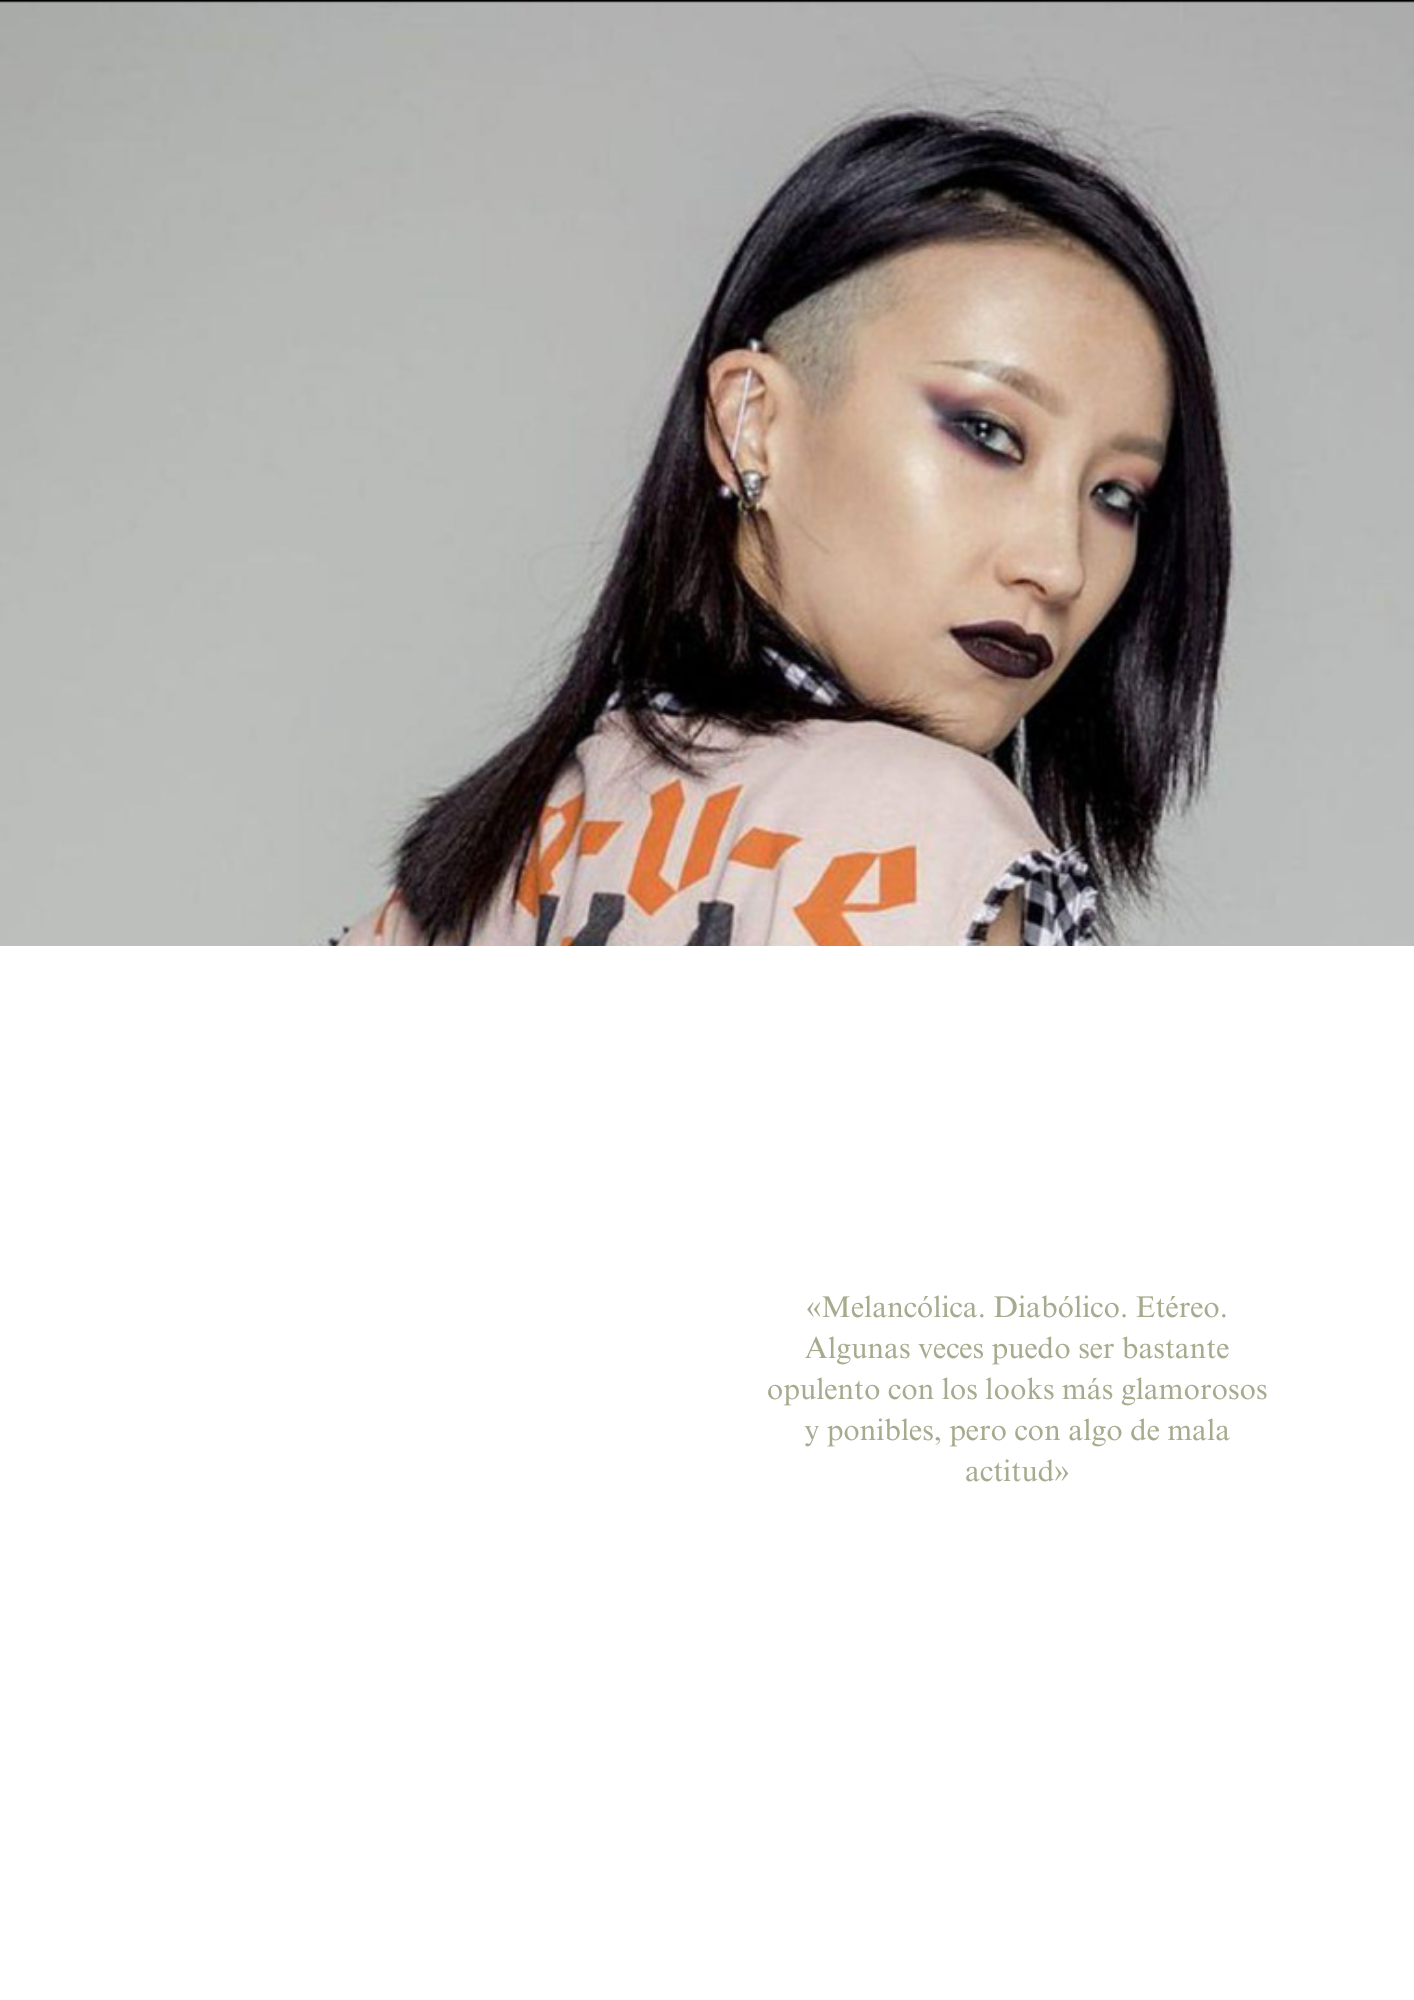 e-v-e
«Melancólica. Diabólico. Etéreo.
Algunas veces puedo ser bastante
opulento con los looks más glamorosos
y ponibles, pero con algo de mala
actitud»